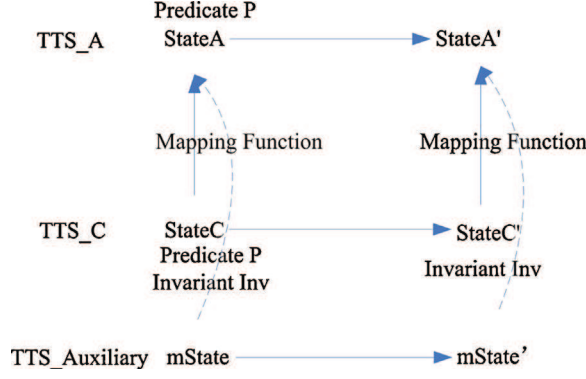 Predicate P
TTS_A StateA StateA'
Mapping Function Mapping Function
TTS_C StateC StateC'
Predicate P
Invariant Inv Invariant Inv
TTS_Auxiliary mState mState’